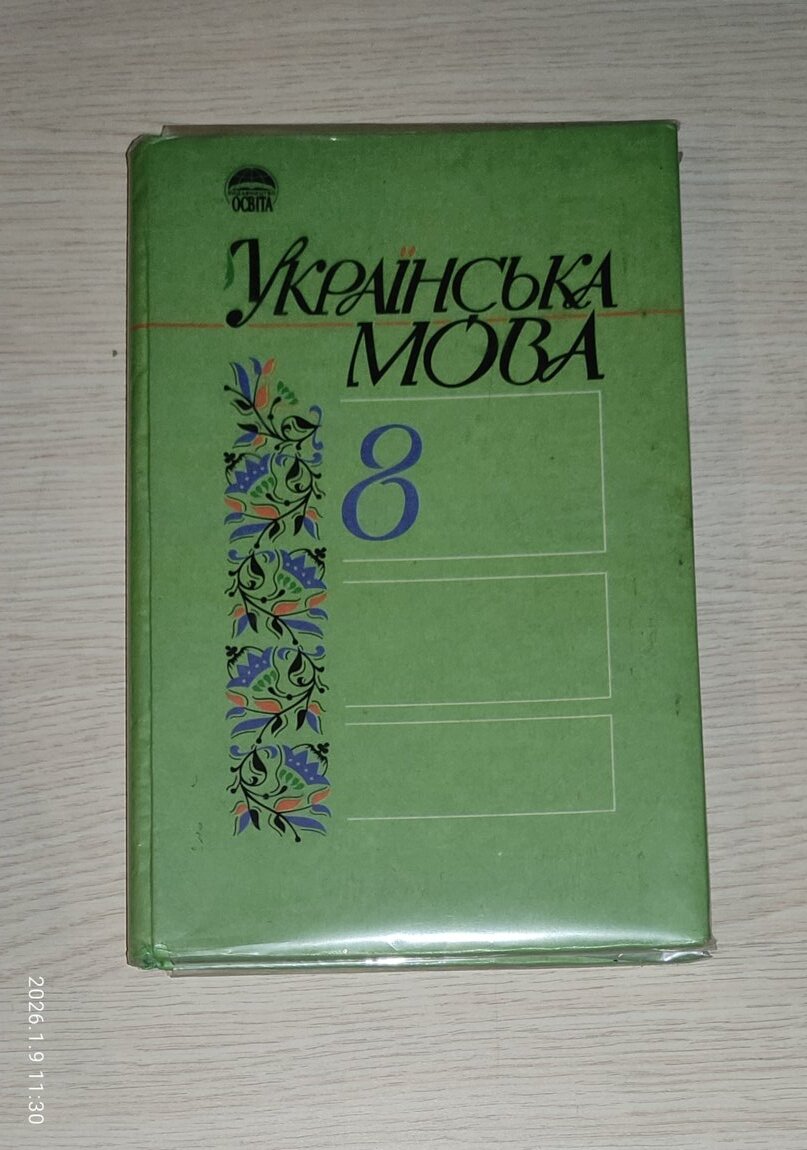 ОСВІТА
УКРАЇНСЬКА
МОВА
8
2026.1.9 11:30